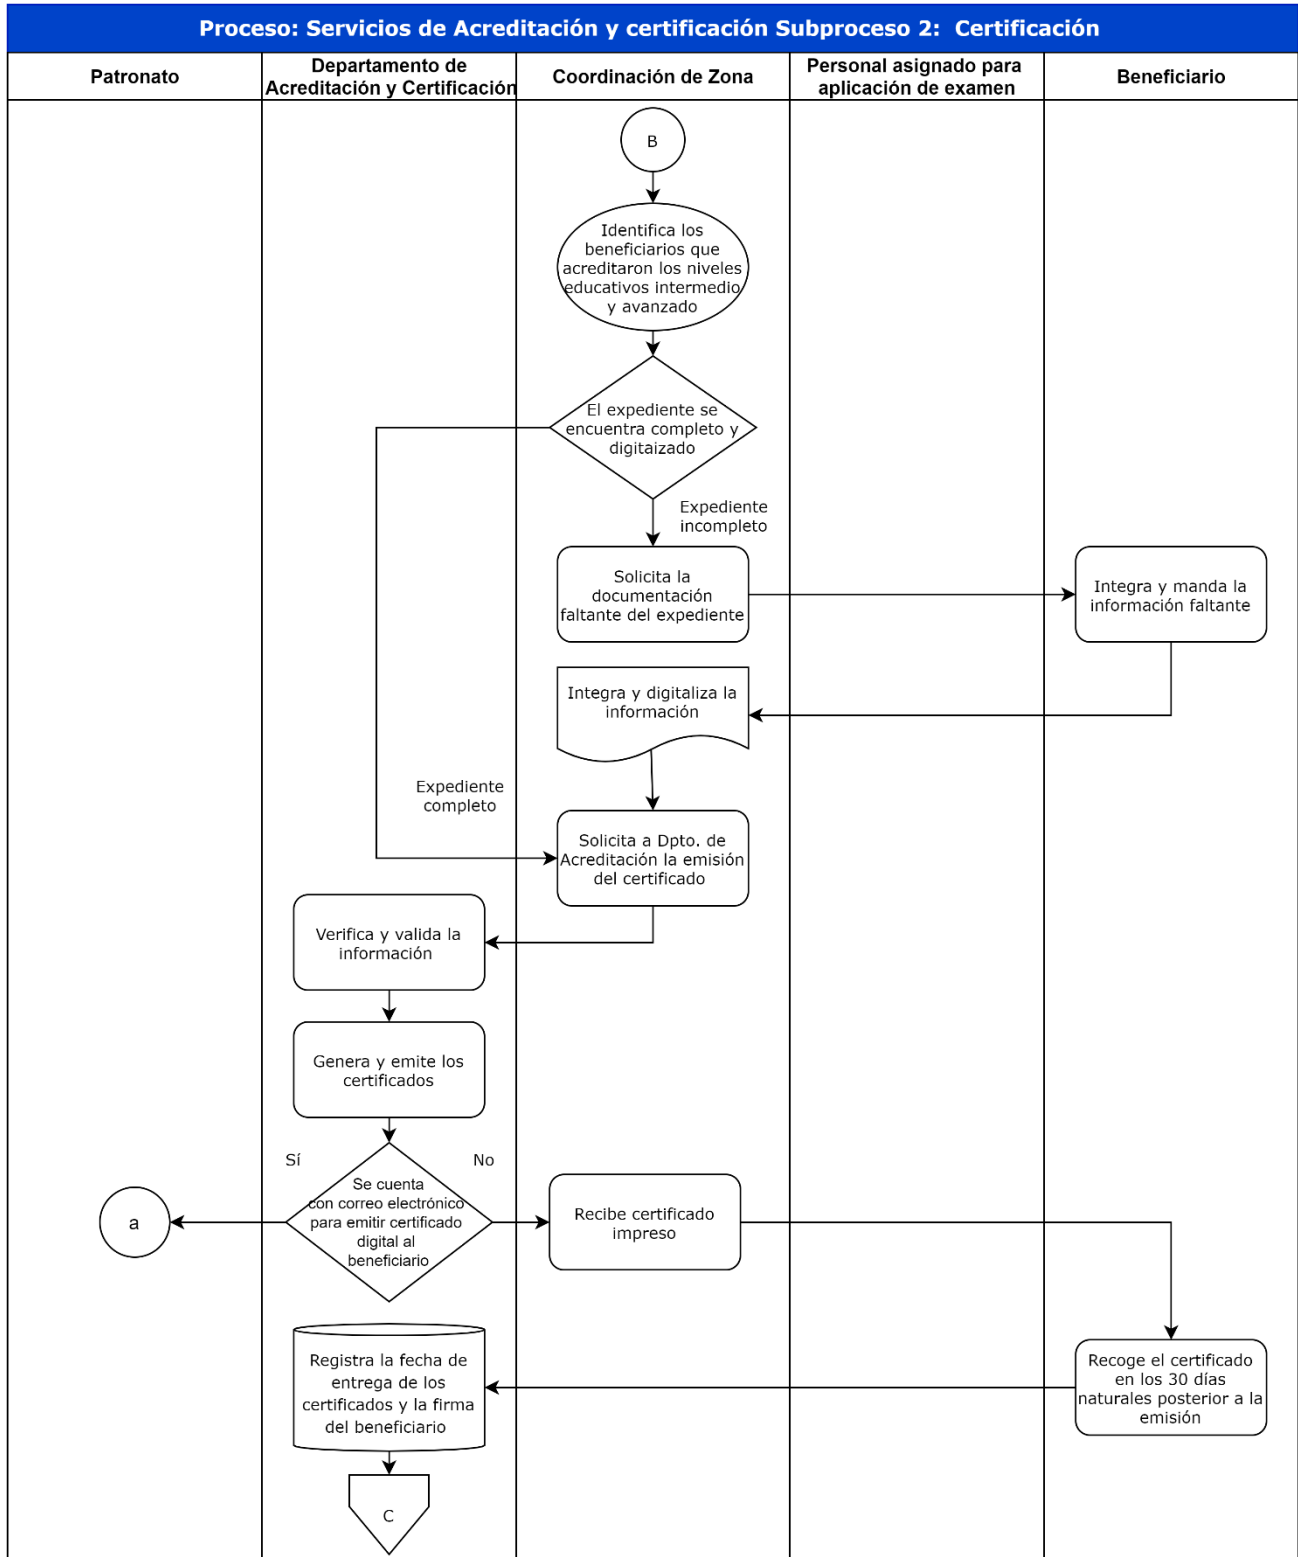 Proceso: Servicios de Acreditación y certificación Subproceso 2:  Certificación
Patronato
Departamento de
Acreditación y Certificación
Coordinación de Zona
Personal asignado para
aplicación de examen
Beneficiario
B
Identifica los
beneficiarios que
acreditaron los niveles
educativos intermedio
y avanzado
El expediente se
encuentra completo y
digitaizado
Expediente
incompleto
Solicita la
documentación
faltante del expediente
Integra y manda la
información faltante
Integra y digitaliza la
información
Expediente
completo
Solicita a Dpto. de
Acreditación la emisión
del certificado
Verifica y valida la
información
Genera y emite los
certificados
Sí
No
Se cuenta
con correo electrónico
para emitir certificado
digital al
beneficiario
a
Recibe certificado
impreso
Registra la fecha de
entrega de los
certificados y la firma
del beneficiario
Recoge el certificado
en los 30 días
naturales posterior a la
emisión
C